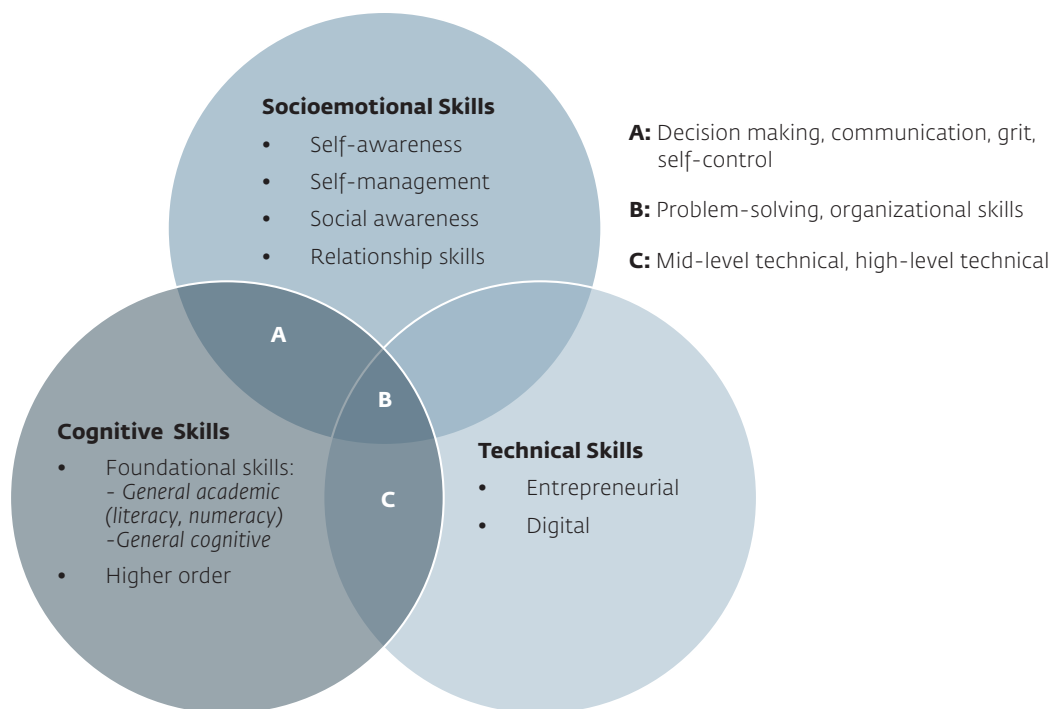 Socioemotional Skills
• Self-awareness
• Self-management
• Social awareness
• Relationship skills
A: Decision making, communication, grit,
self-control
B: Problem-solving, organizational skills
C: Mid-level technical, high-level technical
A
B
C
Cognitive Skills
• Foundational skills:
- General academic
(literacy, numeracy)
-General cognitive
• Higher order
Technical Skills
• Entrepreneurial
• Digital